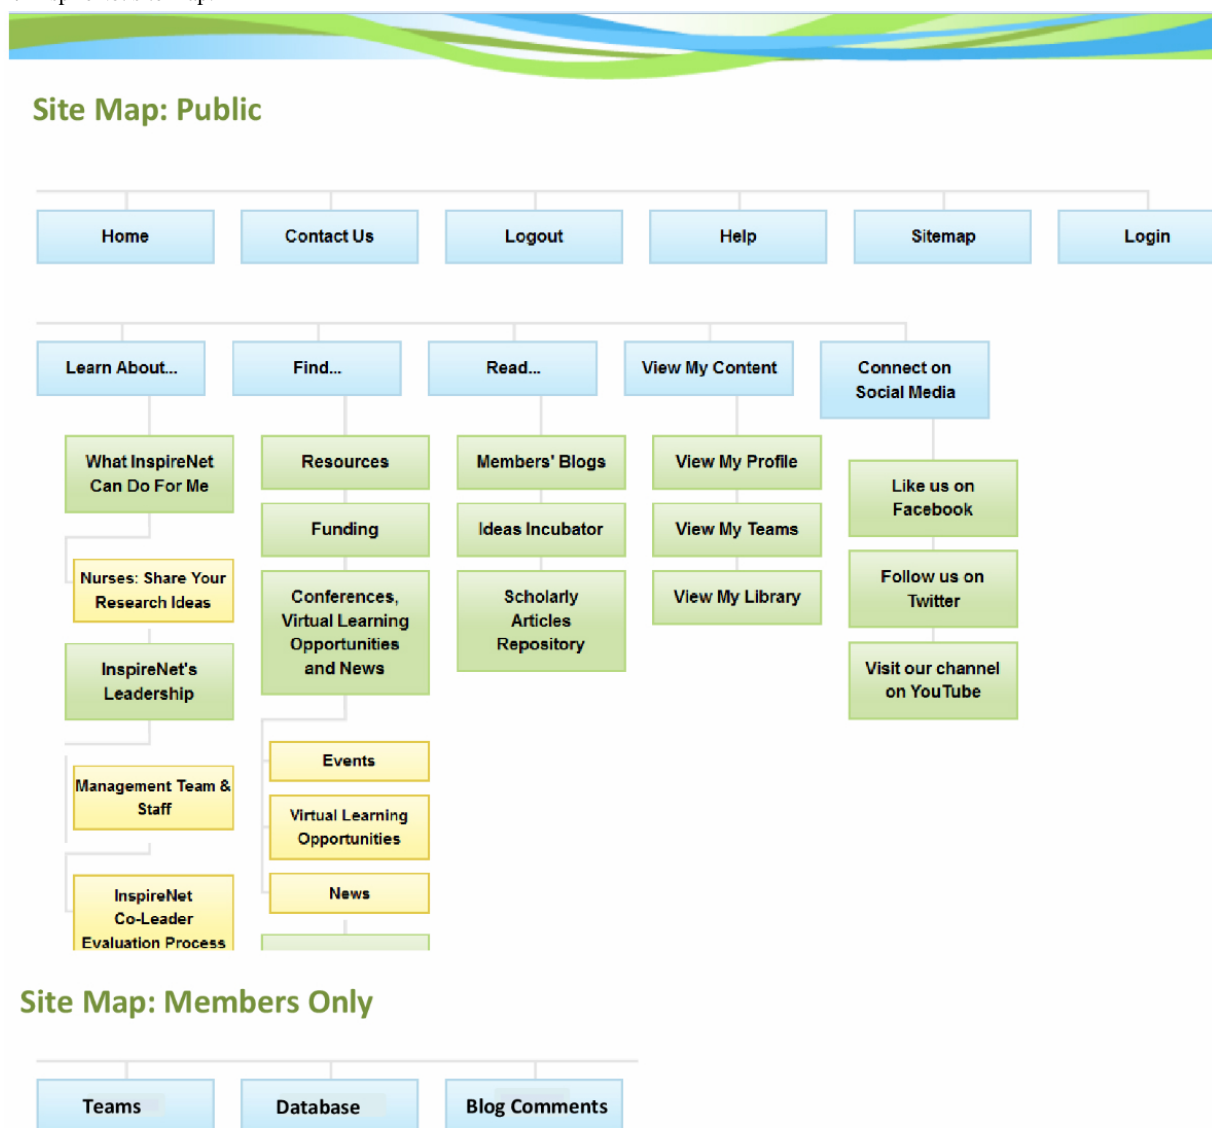 Site Map: Public
Home
Contact Us
Logout
Help
Sitemap
Login
Learn About...
Find...
Read...
View My Content
Connect on
Social Media
What InspireNet
Can Do For Me
Nurses: Share Your
Research Ideas
InspireNet's
Leadership
Management Team &
Staff
InspireNet
Co-Leader
Evaluation Process
Resources
Funding
Conferences,
Virtual Learning
Opportunities
and News
Events
Virtual Learning
Opportunities
News
Members' Blogs
Ideas Incubator
Scholarly
Articles
Repository
View My Profile
View My Teams
View My Library
Like us on
Facebook
Follow us on
Twitter
Visit our channel
on YouTube
Site Map: Members Only
Teams
Database
Blog Comments